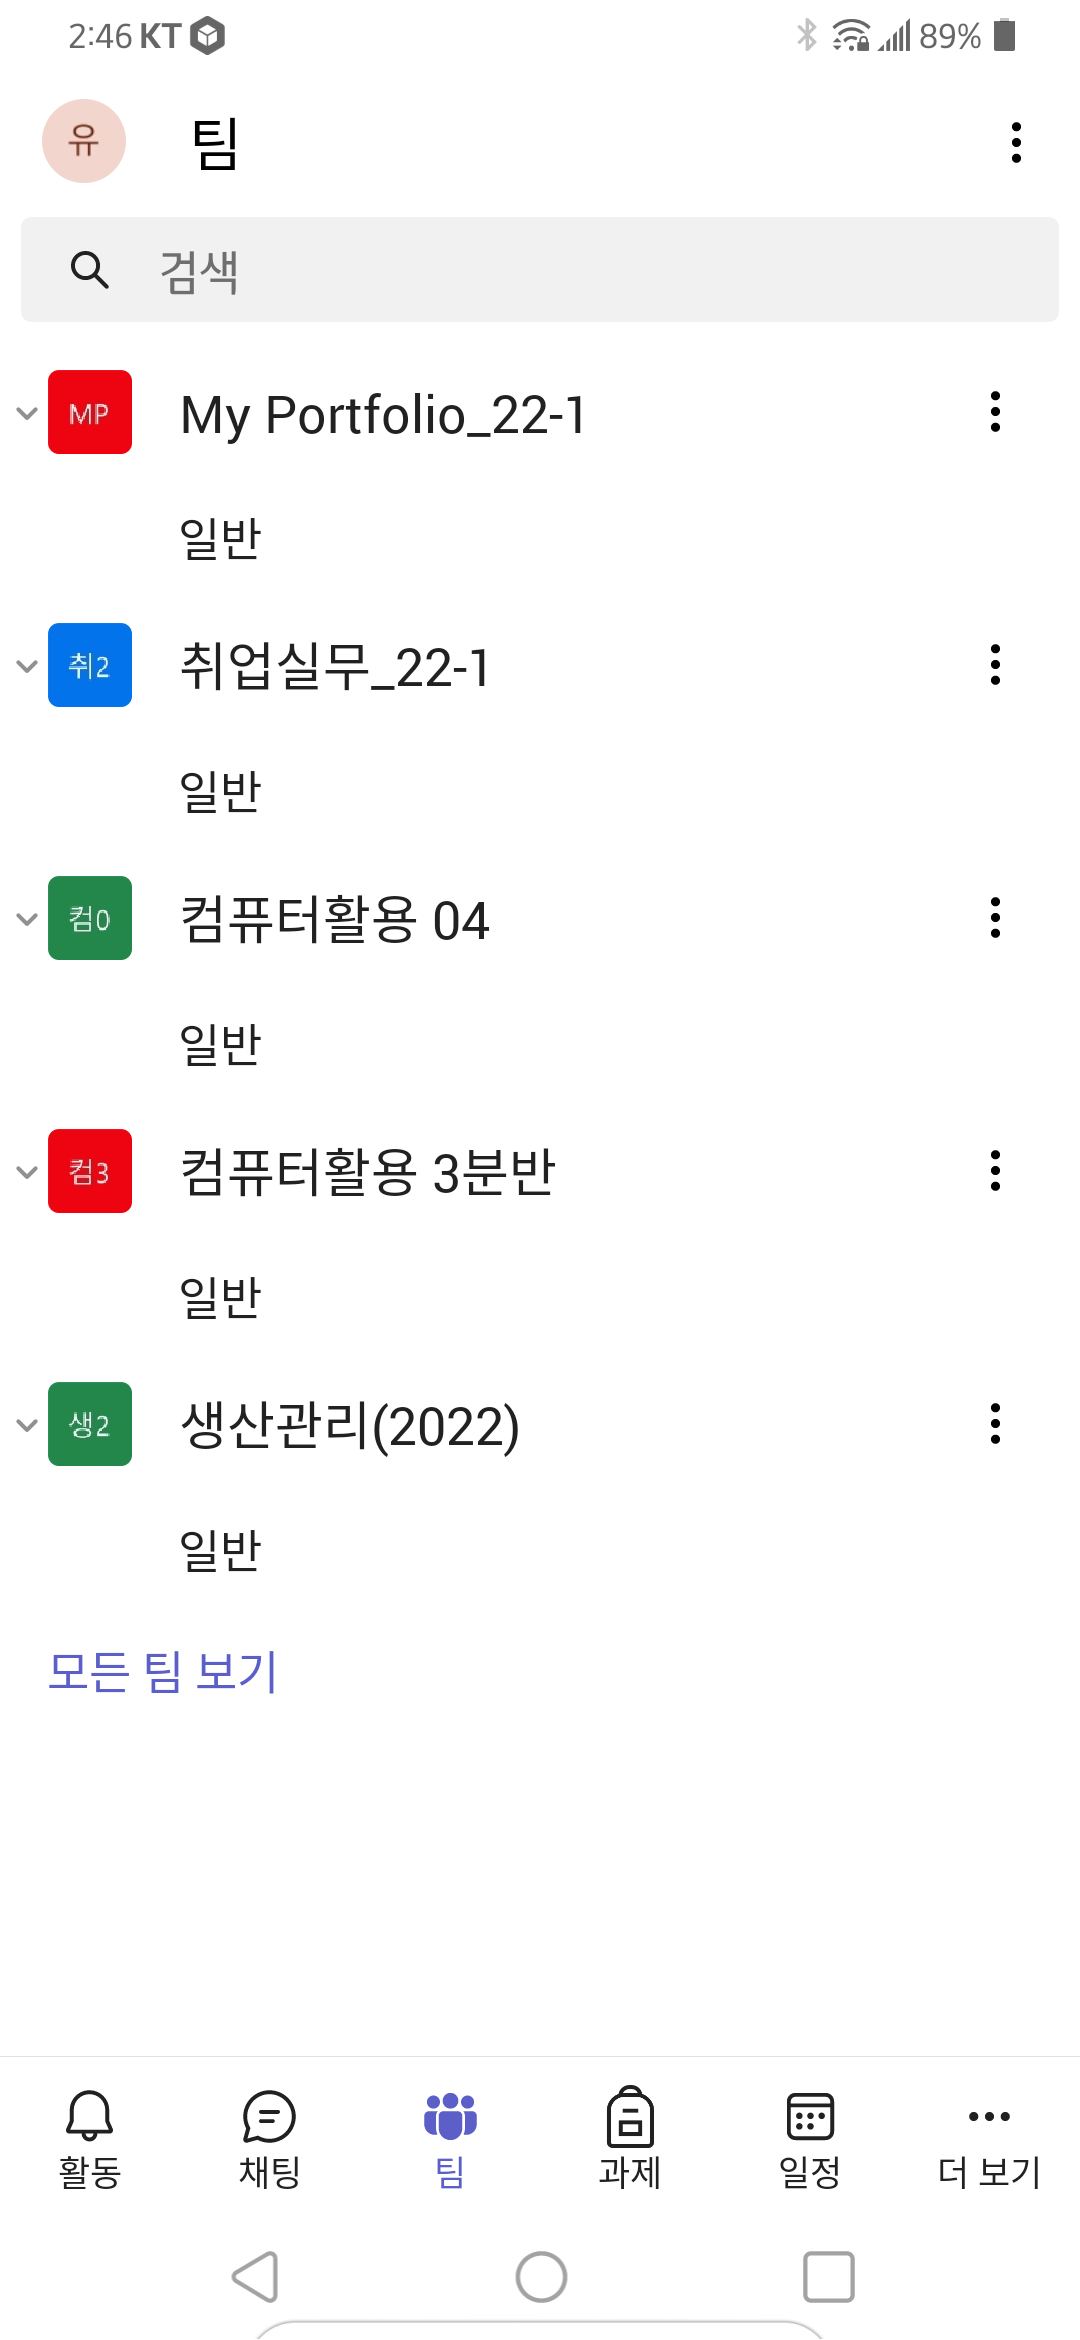 2:46 KT 89%
유 팀
검색
MP My Portfolio_22-1
일반
취2 취업실무_22-1
일반
컴0 컴퓨터활용 04
일반
컴3 컴퓨터활용 3분반
일반
생2 생산관리(2022)
일반
모든 팀 보기
활동 채팅 팀 과제 일정 더 보기